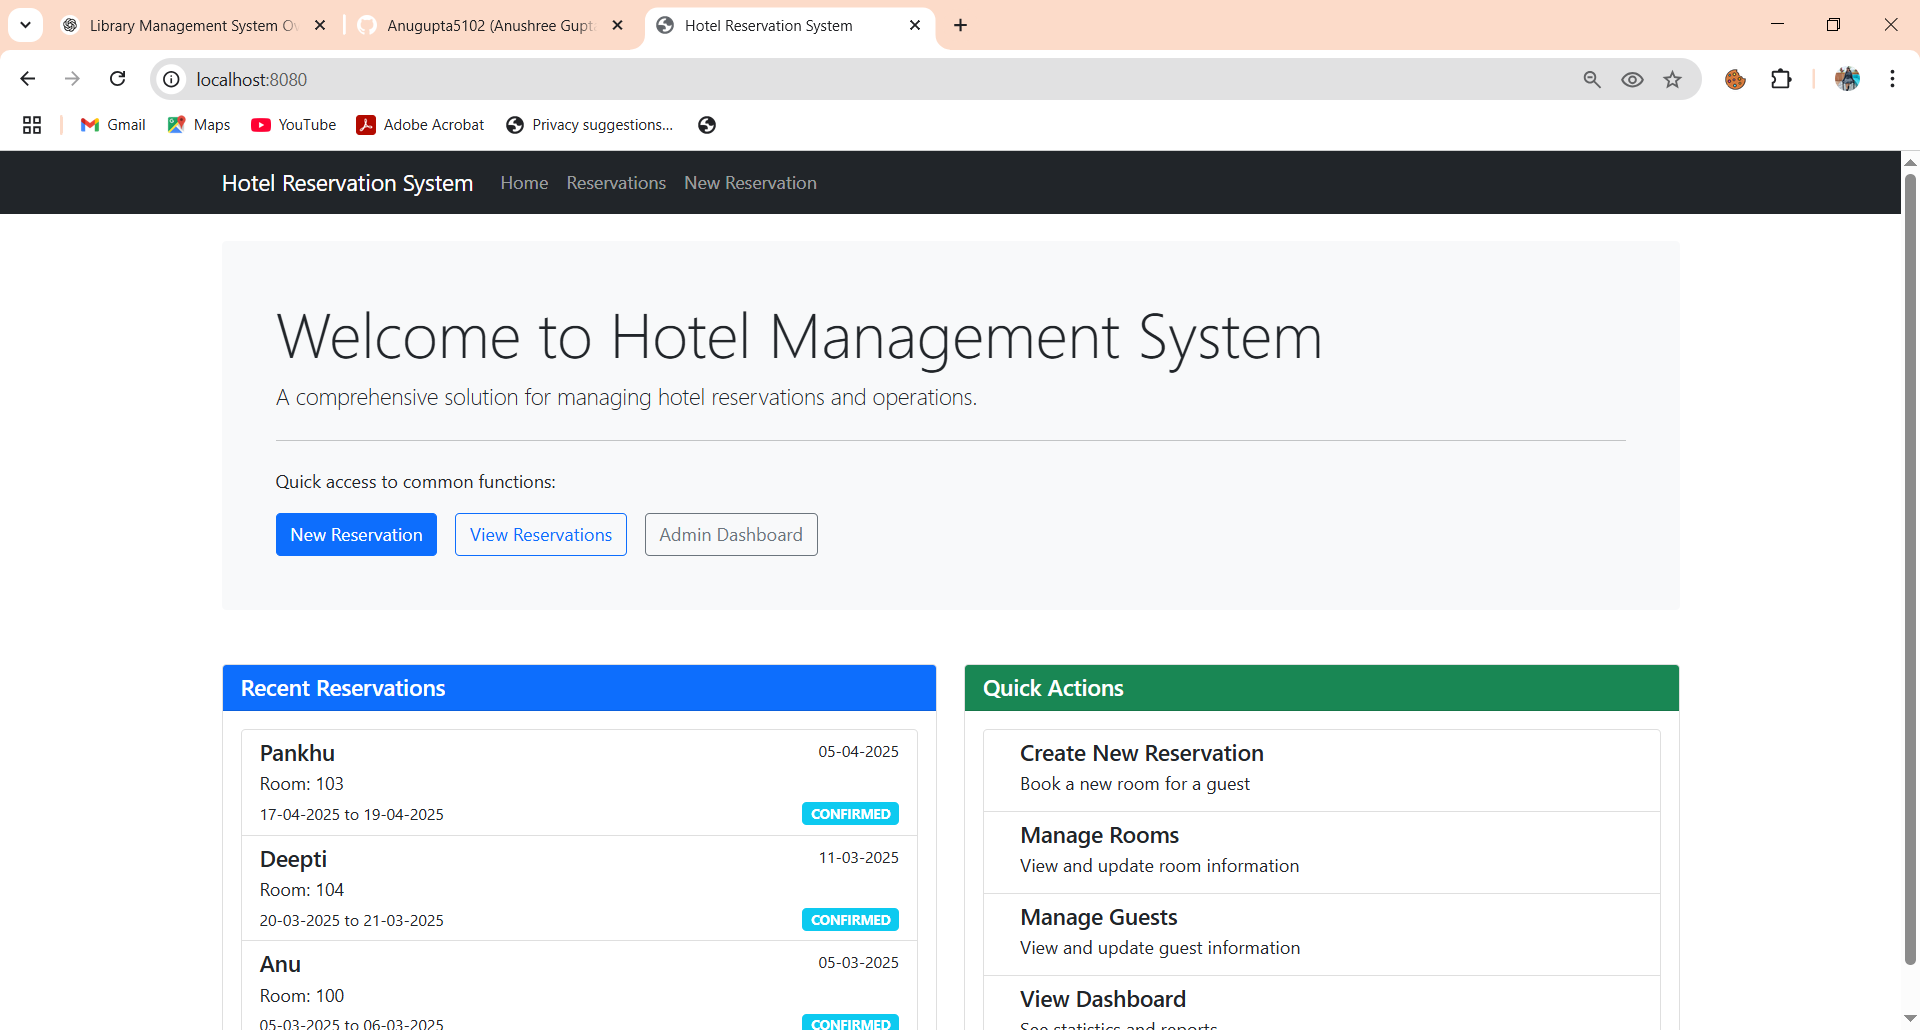 Library Management System Ov
Anugupta5102 (Anushree Gupt
Hotel Reservation System
localhost:8080
Gmail
Maps
YouTube
Adobe Acrobat
Privacy suggestions...
Hotel Reservation System
Home
Reservations
New Reservation
Welcome to Hotel Management System
A comprehensive solution for managing hotel reservations and operations.
Quick access to common functions:
New Reservation
View Reservations
Admin Dashboard
Recent Reservations
Pankhu
05-04-2025
Room: 103
17-04-2025 to 19-04-2025
CONFIRMED
Deepti
11-03-2025
Room: 104
20-03-2025 to 21-03-2025
CONFIRMED
Anu
05-03-2025
Room: 100
05-03-2025 to 06-03-2025
CONFIRMED
Quick Actions
Create New Reservation
Book a new room for a guest
Manage Rooms
View and update room information
Manage Guests
View and update guest information
View Dashboard
See statistics and reports